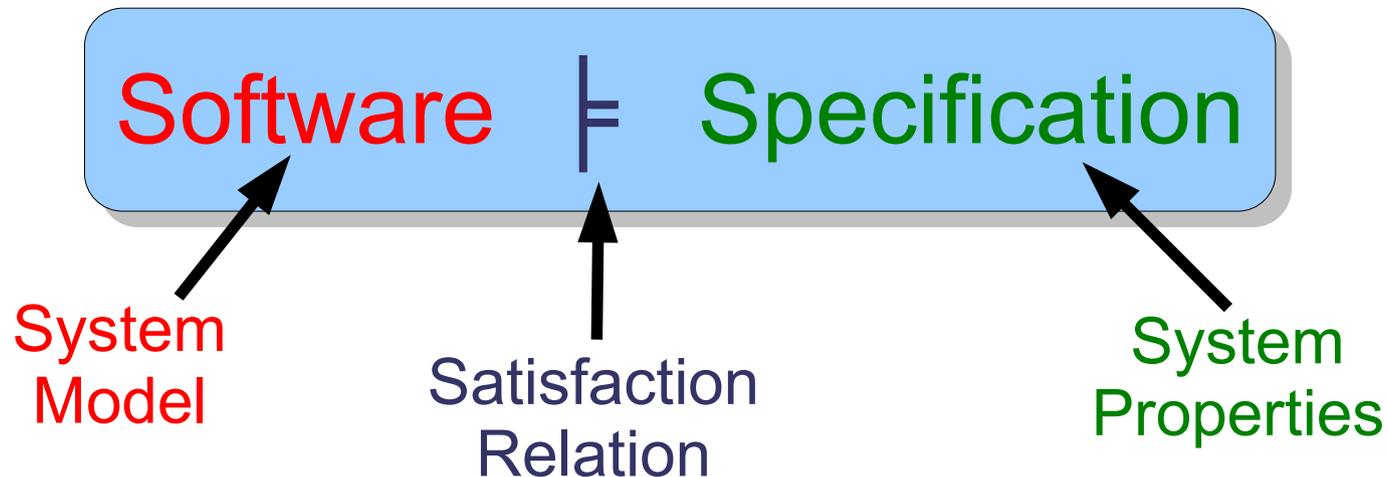 Software ⊨ Specification
System
Model
Satisfaction
Relation
System
Properties